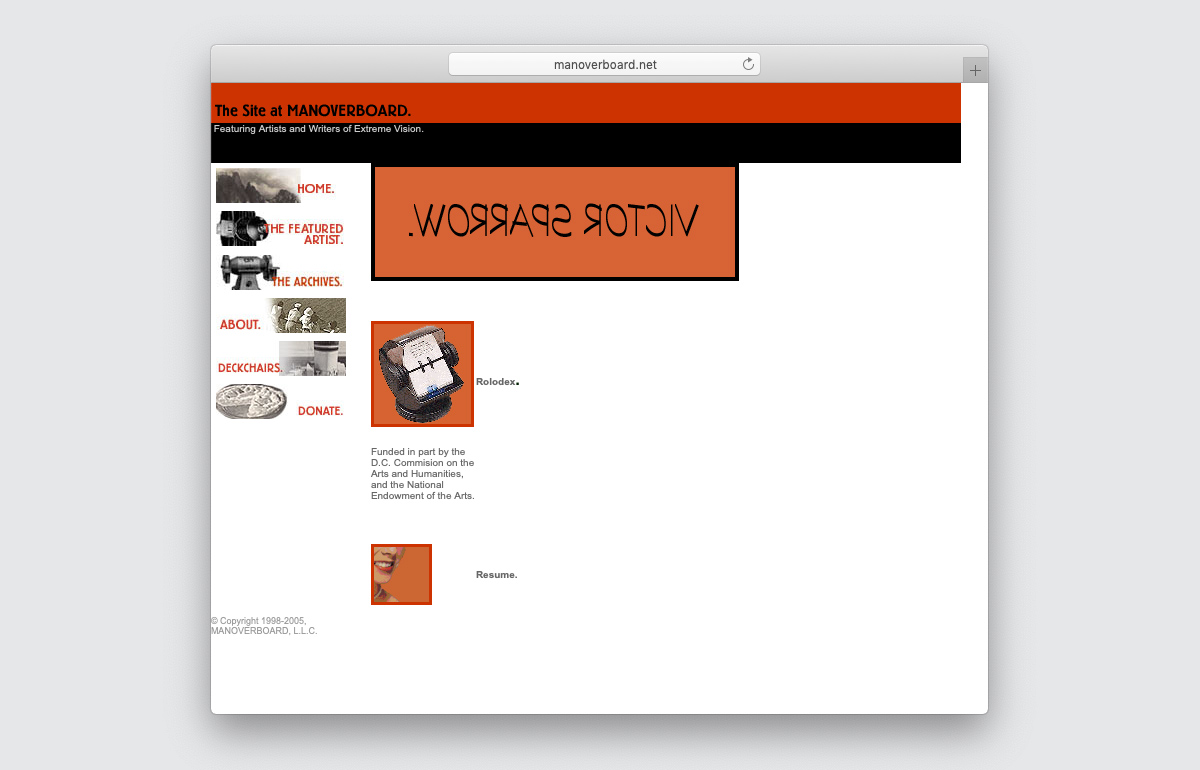 manoverboard.net
The Site at MANOVERBOARD.
Featuring Artists and Writers of Extreme Vision.
HOME.
THE FEATURED
ARTIST.
THE ARCHIVES.
ABOUT.
DECKCHAIRS.
DONATE.
VICTOR SPARROW.
Rolodex.
Funded in part by the
D.C. Commision on the
Arts and Humanities,
and the National
Endowment of the Arts.
Resume.
© Copyright 1998-2005,
MANOVERBOARD, L.L.C.